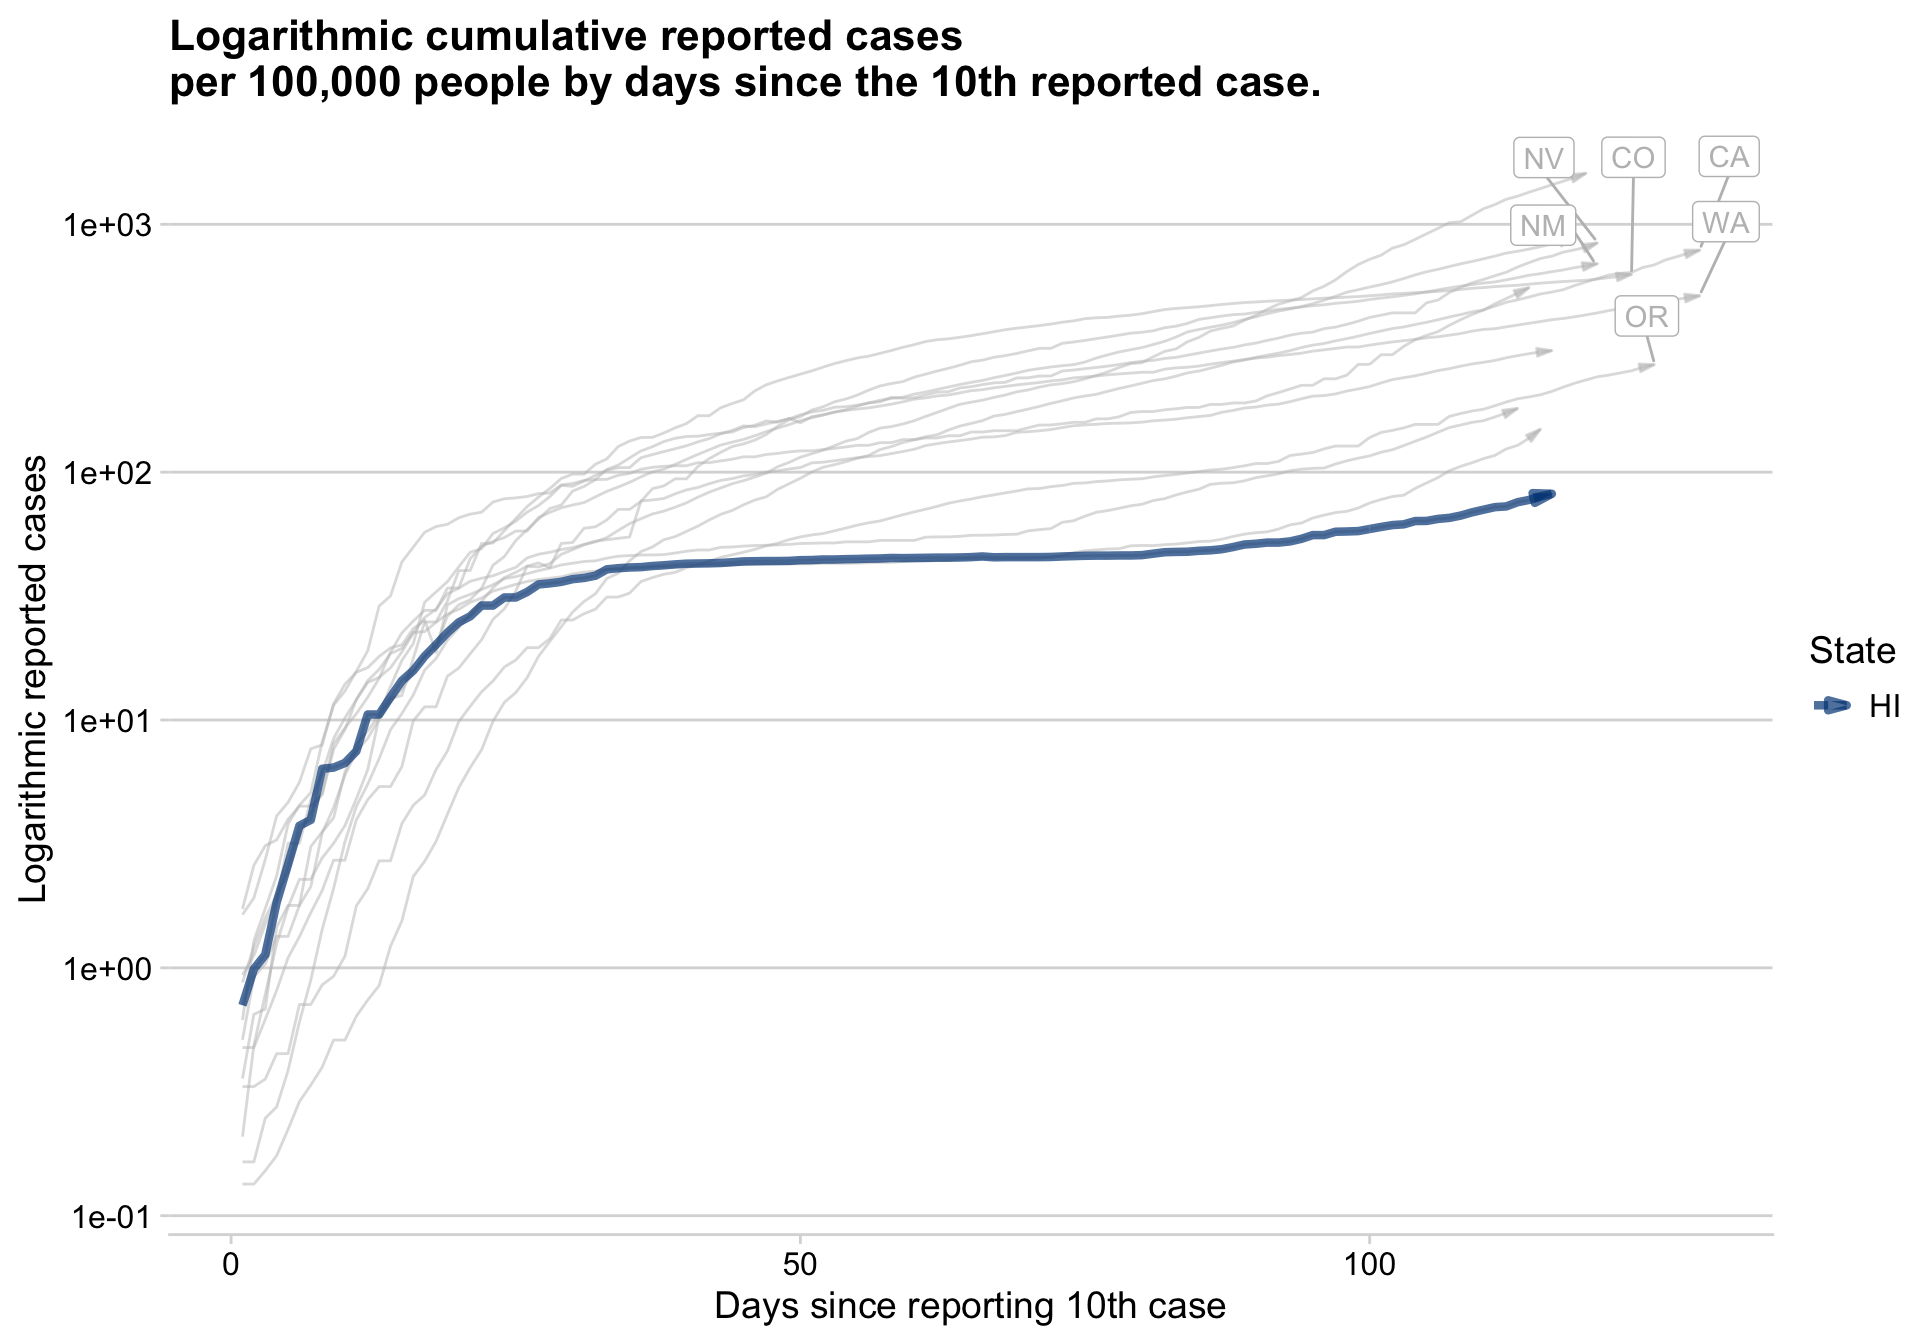 Logarithmic cumulative reported cases
per 100,000 people by days since the 10th reported case.
NV
CO
CA
NM
WA
OR
1e+03
1e+02
1e+01
1e+00
1e-01
Logarithmic reported cases
0
50
100
Days since reporting 10th case
State
HI